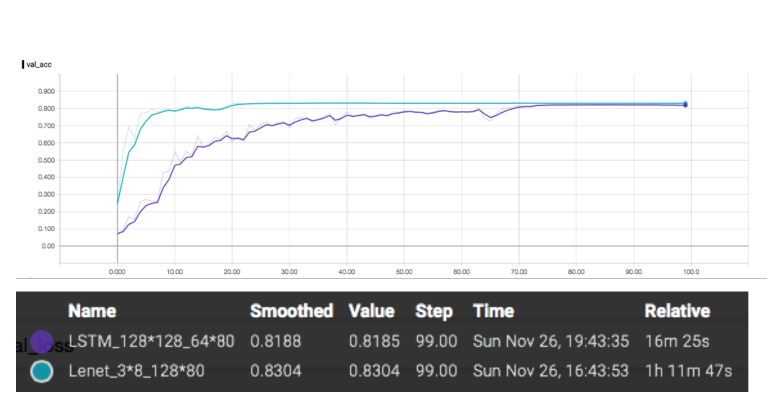 val_acc
0.900
0.800
0.700
0.600
0.500
0.400
0.300
0.200
0.100
0.00
0.000 10.00 20.00 30.00 40.00 50.00 60.00 70.00 80.00 90.00 100.0
Name Smoothed Value Step Time Relative
LSTM_128*128_64*80 0.8188 0.8185 99.00 Sun Nov 26, 19:43:35 16m 25s
Lenet_3*8_128*80 0.8304 0.8304 99.00 Sun Nov 26, 16:43:53 1h 11m 47s